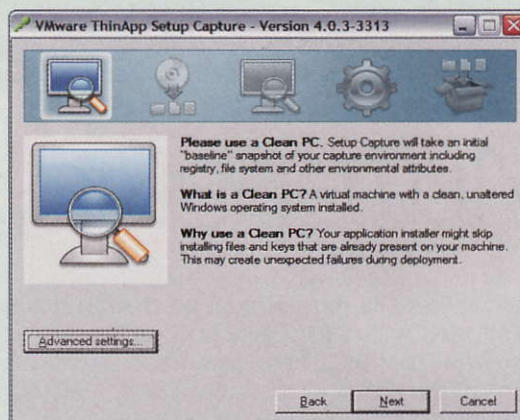 VMware ThinApp Setup Capture - Version 4.0.3-3313
Please use a Clean PC. Setup Capture will take an initial
"baseline" snapshot of your capture environment including
registry, file system and other environmental attributes.
What is a Clean PC? A virtual machine with a clean, unaltered
Windows operating system installed.
Why use a Clean PC? Your application installer might skip
installing files and keys that are already present on your machine.
This may create unexpected failures during deployment.
Advanced settings...
Back Next Cancel